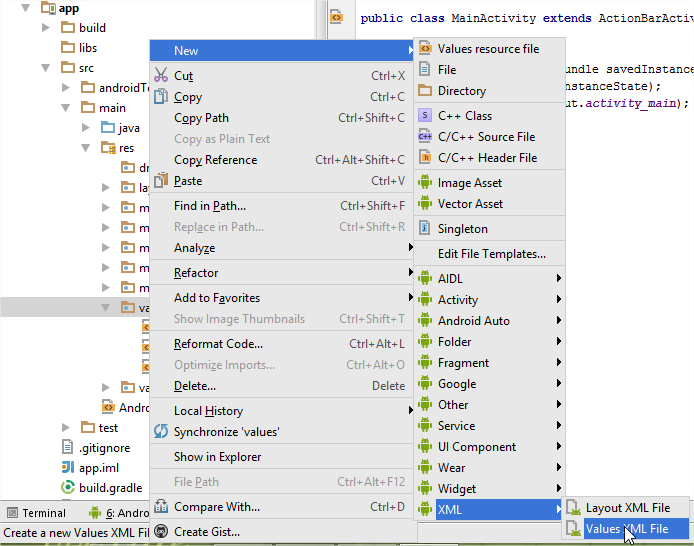 app
public class MainActivity extends ActionBarActi
build
libs
src
androidTe
main
java
res
New
Cut Ctrl+X
Copy Ctrl+C
Copy Path Ctrl+Shift+C
Copy as Plain Text
Copy Reference Ctrl+Alt+Shift+C
Paste Ctrl+V
Find in Path... Ctrl+Shift+F
Replace in Path... Ctrl+Shift+R
Analyze
Refactor
Add to Favorites
Show Image Thumbnails Ctrl+Shift+T
Reformat Code... Ctrl+Alt+L
Optimize Imports... Ctrl+Alt+O
Delete... Delete
Local History
Synchronize 'values'
Show in Explorer
File Path Ctrl+Alt+F12
Compare With... Ctrl+D
Create Gist...
Values resource file
File
Directory
C++ Class
C/C++ Source File
C/C++ Header File
Image Asset
Vector Asset
Singleton
Edit File Templates...
AIDL
Activity
Android Auto
Folder
Fragment
Google
Other
Service
UI Component
Wear
Widget
XML
Layout XML File
Values XML File
undle savedInstance
nstanceState);
ut.activity_main);
dr
la
m
m
m
m
m
va
va
Andro
test
.gitignore
app.iml
build.gradle
Terminal
6: Androi
Create a new Values XML Fil